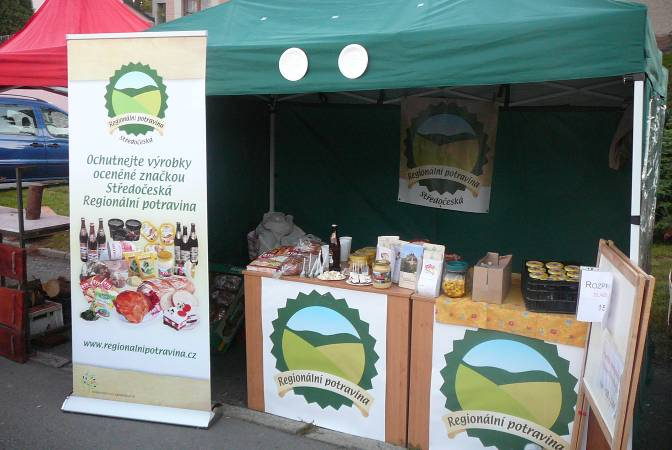 Regionální potravina
Středočeská
Ochutnejte výrobky
oceněné značkou
Středočeská
Regionální potravina
www.regionalnipotravina.cz
Regionální potravina
Středočeská
Regionální potravina
Regionální potravina